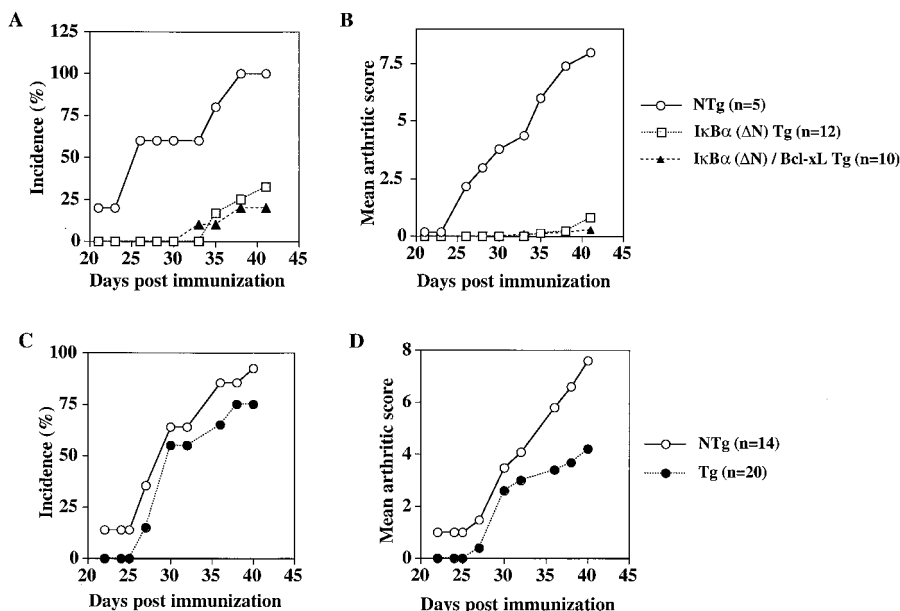 A
125
100
75
50
25
0
Incidence (%)
20 25 30 35 40 45
Days post immunization
B
7.5
5
2.5
0
Mean arthritic score
20 25 30 35 40 45
Days post immunization
NTg (n=5)
IκBα (ΔN) Tg (n=12)
IκBα (ΔN) / Bcl-xL Tg (n=10)
C
100
75
50
25
0
Incidence (%)
20 25 30 35 40 45
Days post immunization
D
8
6
4
2
0
Mean arthritic score
20 25 30 35 40 45
Days post immunization
NTg (n=14)
Tg (n=20)